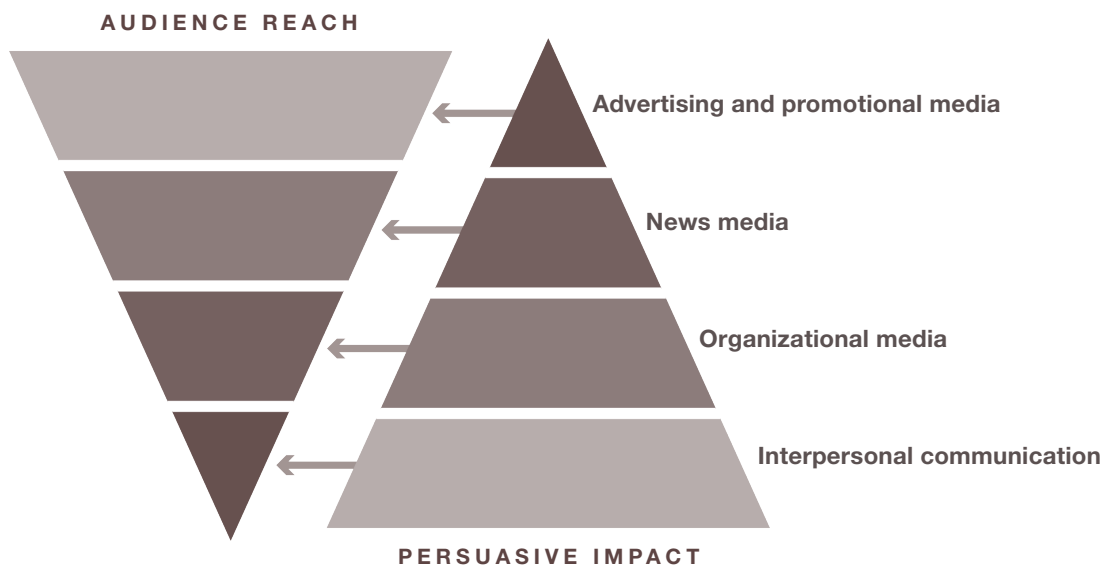 AUDIENCE REACH
Advertising and promotional media
News media
Organizational media
Interpersonal communication
PERSUASIVE IMPACT